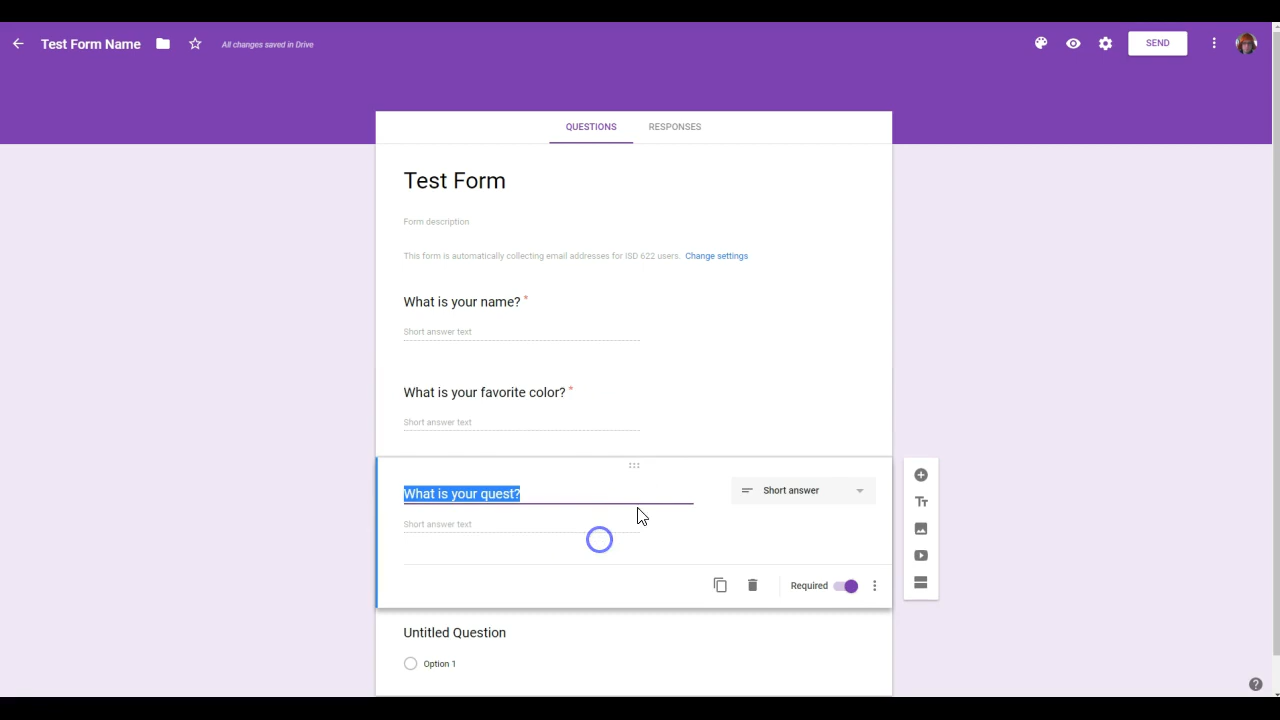 Test Form Name All changes saved in Drive SEND
QUESTIONS RESPONSES
Test Form
Form description
This form is automatically collecting email addresses for ISD 622 users. Change settings
What is your name? *
Short answer text
What is your favorite color? *
Short answer text
What is your quest? Short answer
Short answer text
Required
Untitled Question
Option 1